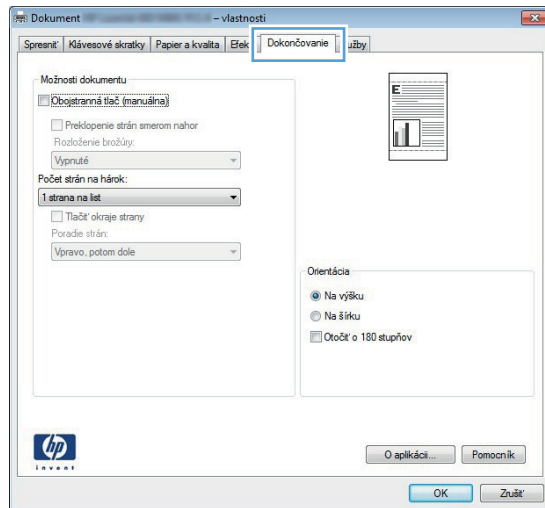 Dokument – vlastnosti
Spresniť Klávesové skratky Papier a kvalita Efek Dokončovanie užby
Možnosti dokumentu
Obojstranná tlač (manuálna)
Preklopenie strán smerom nahor
Rozloženie brožúry:
Vypnuté
Počet strán na hárok:
1 strana na list
Tlačiť okraje strany
Poradie strán:
Vpravo, potom dole
E
Orientácia
Na výšku
Na šírku
Otočiť o 180 stupňov
hp
invent
O aplikácii... Pomocník
OK Zrušiť